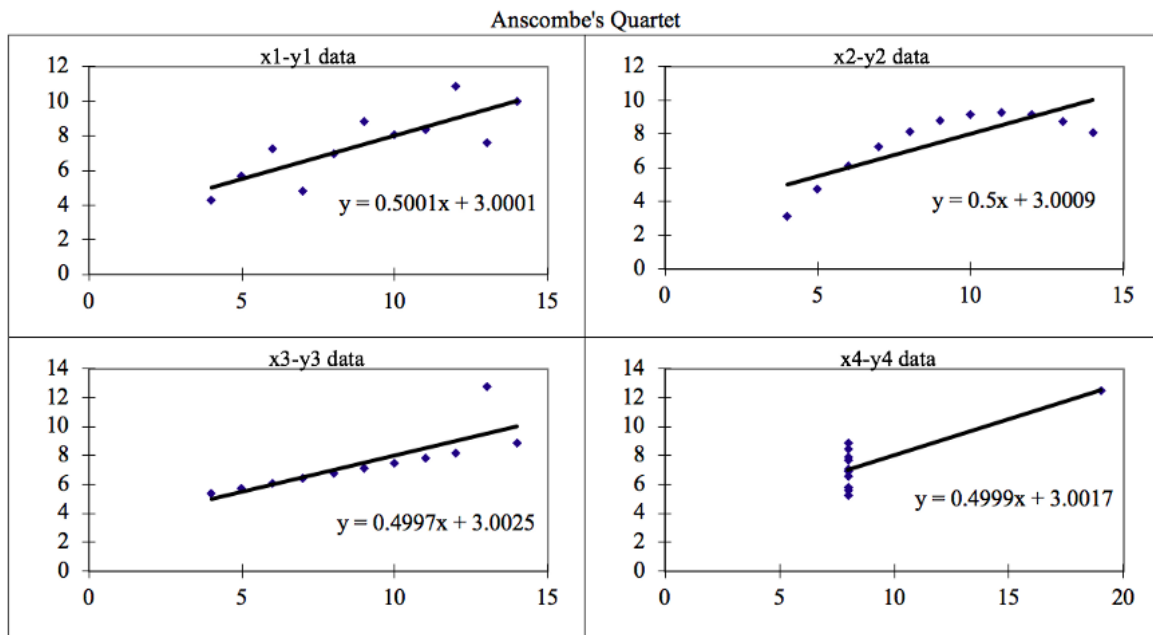 Anscombe's Quartet
x1-y1 data
12
10
8
6
4
2
0
y = 0.5001x + 3.0001
0 5 10 15
x2-y2 data
12
10
8
6
4
2
0
y = 0.5x + 3.0009
0 5 10 15
x3-y3 data
14
12
10
8
6
4
2
0
y = 0.4997x + 3.0025
0 5 10 15
x4-y4 data
14
12
10
8
6
4
2
0
y = 0.4999x + 3.0017
0 5 10 15 20